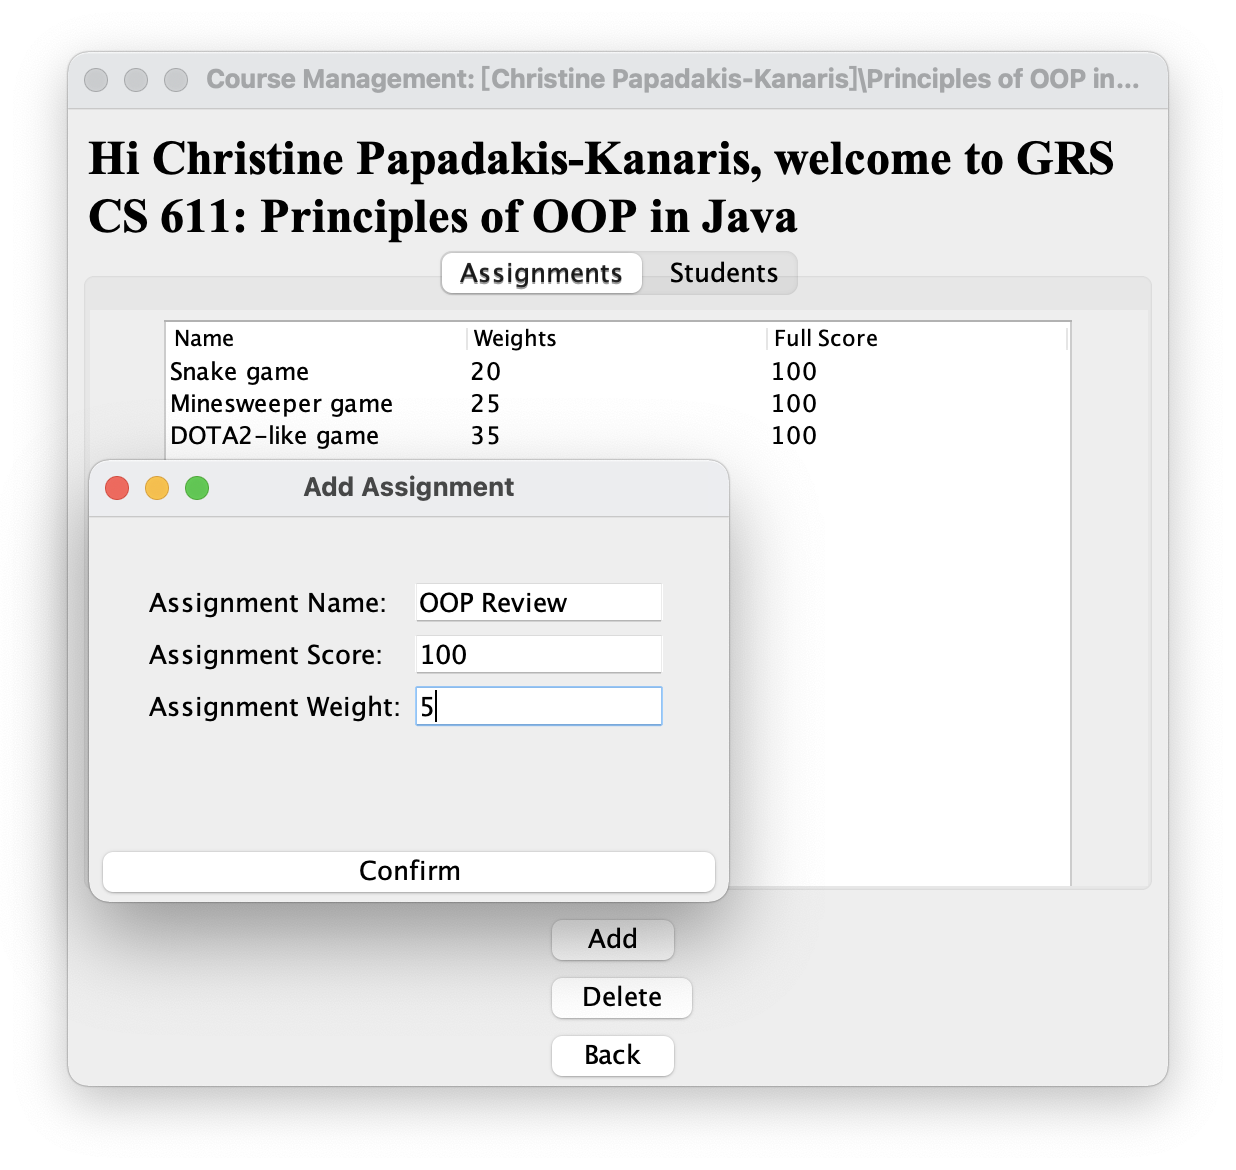 Course Management: [Christine Papadakis-Kanaris]\Principles of OOP in...
Hi Christine Papadakis-Kanaris, welcome to GRS
CS 611: Principles of OOP in Java
Assignments Students
Name Weights Full Score
Snake game 20 100
Minesweeper game 25 100
DOTA2-like game 35 100
Add Assignment
Assignment Name: OOP Review
Assignment Score: 100
Assignment Weight: 5
Confirm
Add
Delete
Back